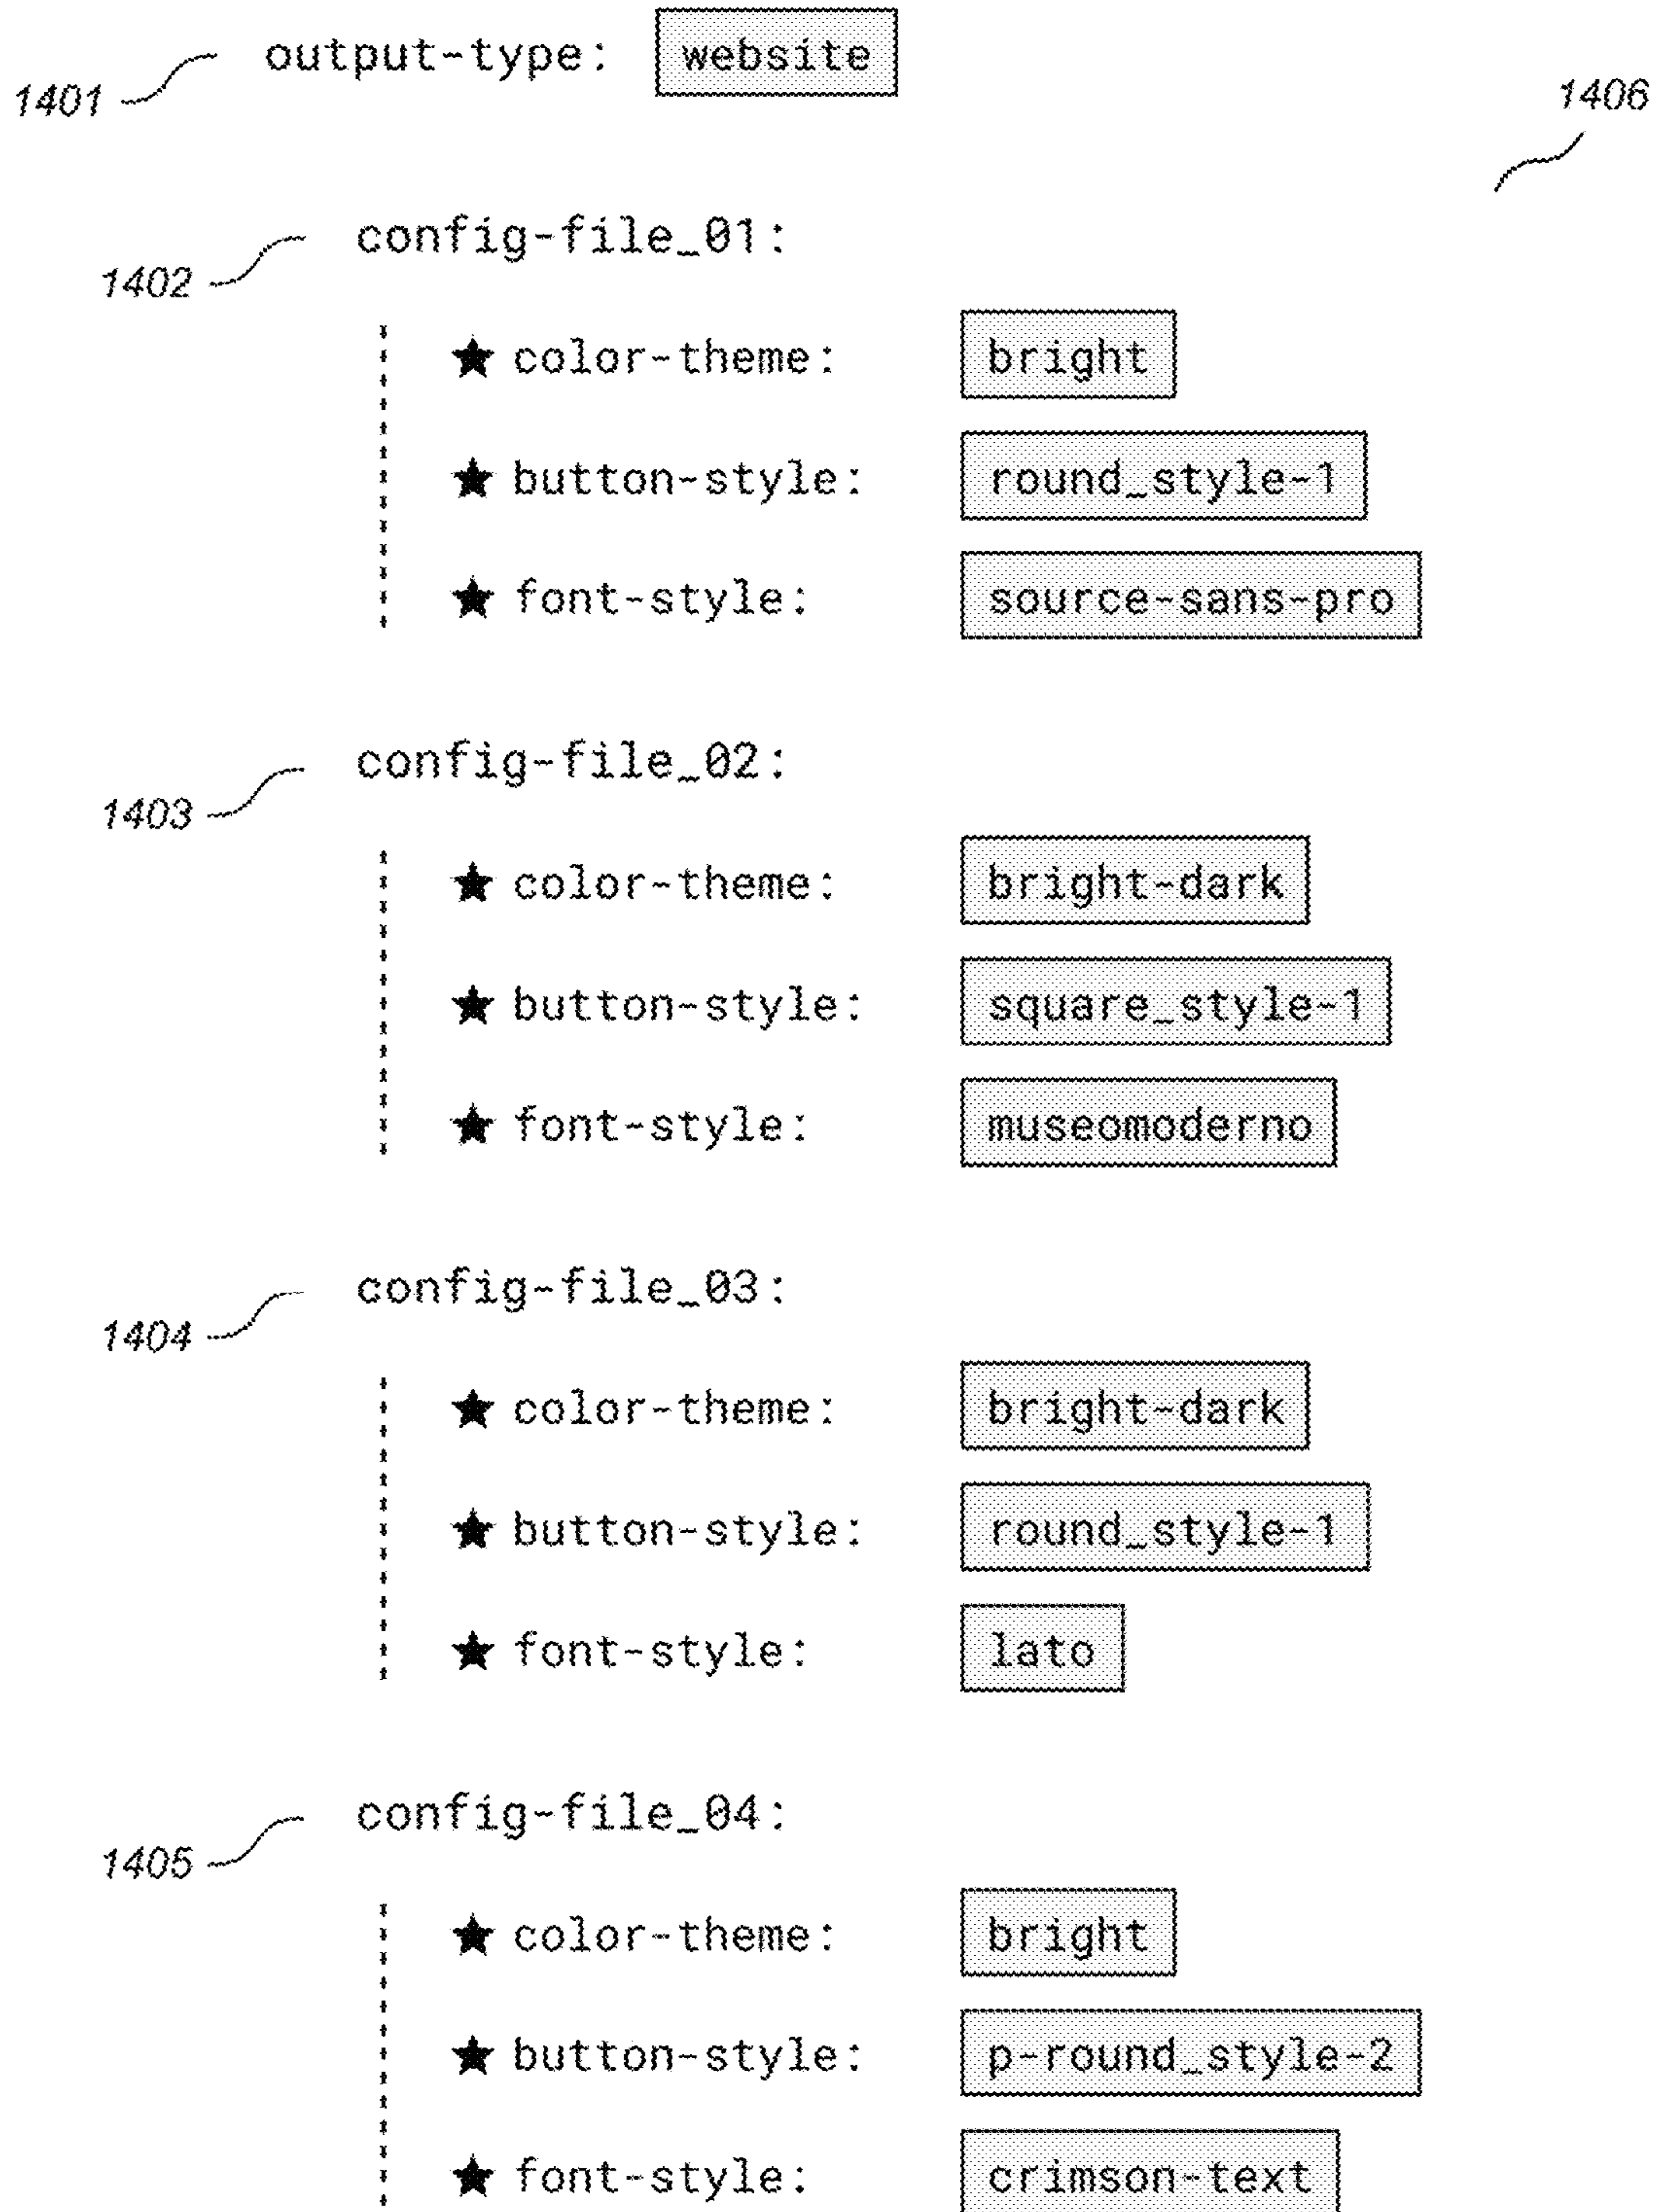 output-type: website
1401
1406
config-file_01:
1402
★ color-theme: bright
★ button-style: round_style-1
★ font-style: source-sans-pro
config-file_02:
1403
★ color-theme: bright-dark
★ button-style: square_style-1
★ font-style: museomoderno
config-file_03:
1404
★ color-theme: bright-dark
★ button-style: round_style-1
★ font-style: lato
config-file_04:
1405
★ color-theme: bright
★ button-style: p-round_style-2
★ font-style: crimson-text